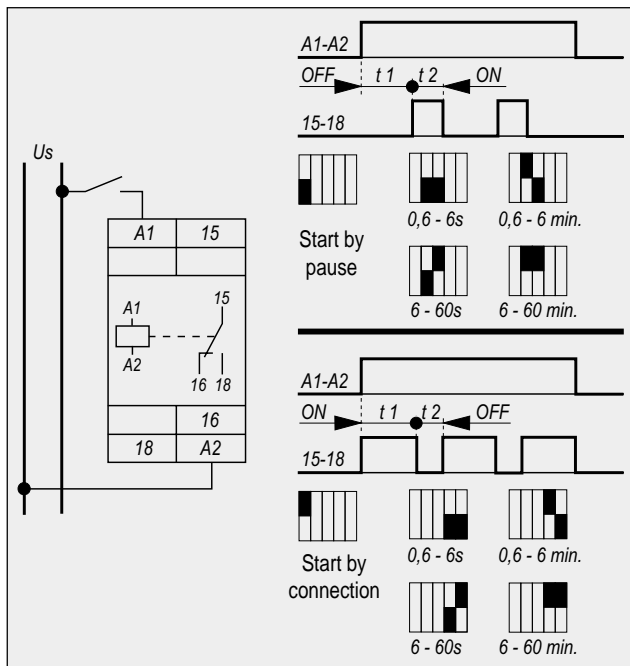 Us
A1 15
A1
A2
15
16 18
16
18 A2
A1-A2
OFF t 1 t 2 ON
15-18
Start by
pause
0,6 - 6s 0,6 - 6 min.
6 - 60s 6 - 60 min.
A1-A2
ON t 1 t 2 OFF
15-18
Start by
connection
0,6 - 6s 0,6 - 6 min.
6 - 60s 6 - 60 min.